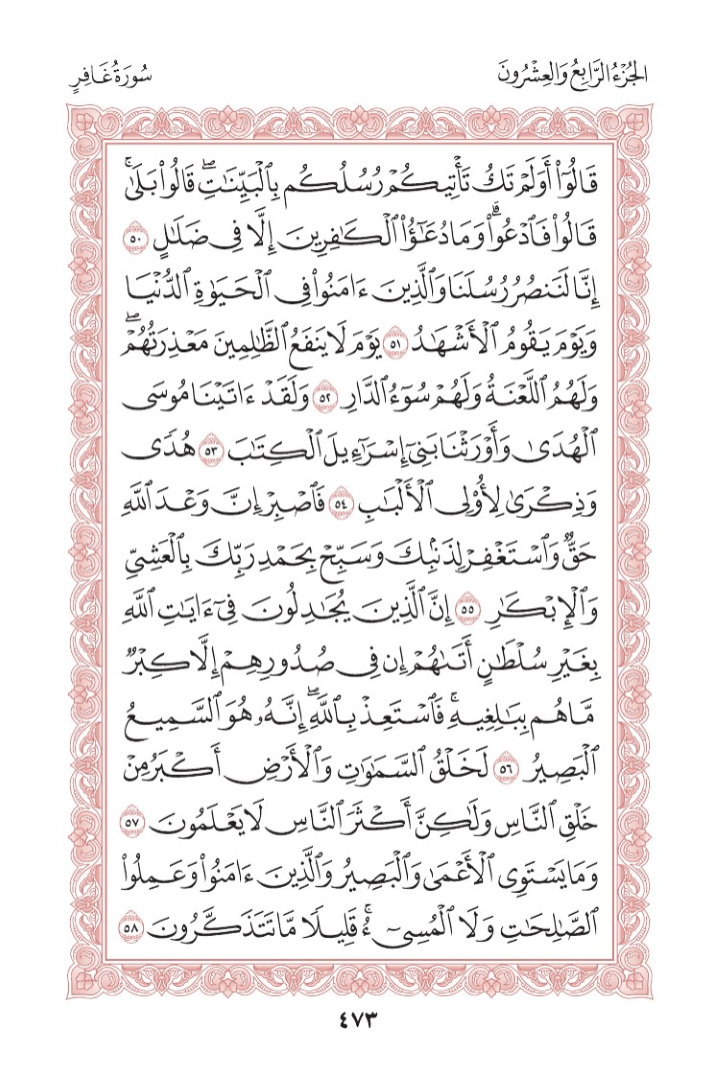 الجُزْءُ الرَّابِعُ وَالعِشْرُونَ
سُورَةُ غَافِرٍ
قَالُوٓاْ أَوَلَمۡ تَكُ تَأۡتِيكُمۡ رُسُلُكُم بِٱلۡبَيِّنَٰتِۖ قَالُواْ بَلَىٰۚ
قَالُواْ فَٱدۡعُواْۗ وَمَا دُعَٰٓؤُاْ ٱلۡكَٰفِرِينَ إِلَّا فِي ضَلَٰلٍ ٥٠
إِنَّا لَنَنصُرُ رُسُلَنَا وَٱلَّذِينَ ءَامَنُواْ فِي ٱلۡحَيَوٰةِ ٱلدُّنۡيَا
وَيَوۡمَ يَقُومُ ٱلۡأَشۡهَٰدُ ٥١ يَوۡمَ لَا يَنفَعُ ٱلظَّٰلِمِينَ مَعۡذِرَتُهُمۡۖ
وَلَهُمُ ٱللَّعۡنَةُ وَلَهُمۡ سُوٓءُ ٱلدَّارِ ٥٢ وَلَقَدۡ ءَاتَيۡنَا مُوسَى
ٱلۡهُدَىٰ وَأَوۡرَثۡنَا بَنِيٓ إِسۡرَٰٓءِيلَ ٱلۡكِتَٰبَ ٥٣ هُدٗى
وَذِكۡرَىٰ لِأُوْلِي ٱلۡأَلۡبَٰبِ ٥٤ فَٱصۡبِرۡ إِنَّ وَعۡدَ ٱللَّهِ
حَقّٞ وَٱسۡتَغۡفِرۡ لِذَنۢبِكَ وَسَبِّحۡ بِحَمۡدِ رَبِّكَ بِٱلۡعَشِيِّ
وَٱلۡإِبۡكَٰرِ ٥٥ إِنَّ ٱلَّذِينَ يُجَٰدِلُونَ فِيٓ ءَايَٰتِ ٱللَّهِ
بِغَيۡرِ سُلۡطَٰنٍ أَتَىٰهُمۡ إِن فِي صُدُورِهِمۡ إِلَّا كِبۡرٞ
مَّا هُم بِبَٰلِغِيهِۚ فَٱسۡتَعِذۡ بِٱللَّهِۖ إِنَّهُۥ هُوَ ٱلسَّمِيعُ
ٱلۡبَصِيرُ ٥٦ لَخَلۡقُ ٱلسَّمَٰوَٰتِ وَٱلۡأَرۡضِ أَكۡبَرُ مِنۡ
خَلۡقِ ٱلنَّاسِ وَلَٰكِنَّ أَكۡثَرَ ٱلنَّاسِ لَا يَعۡلَمُونَ ٥٧
وَمَا يَسۡتَوِي ٱلۡأَعۡمَىٰ وَٱلۡبَصِيرُ وَٱلَّذِينَ ءَامَنُواْ وَعَمِلُواْ
ٱلصَّٰلِحَٰتِ وَلَا ٱلۡمُسِيٓءُۚ قَلِيلٗا مَّا تَتَذَكَّرُونَ ٥٨
٤٧٣